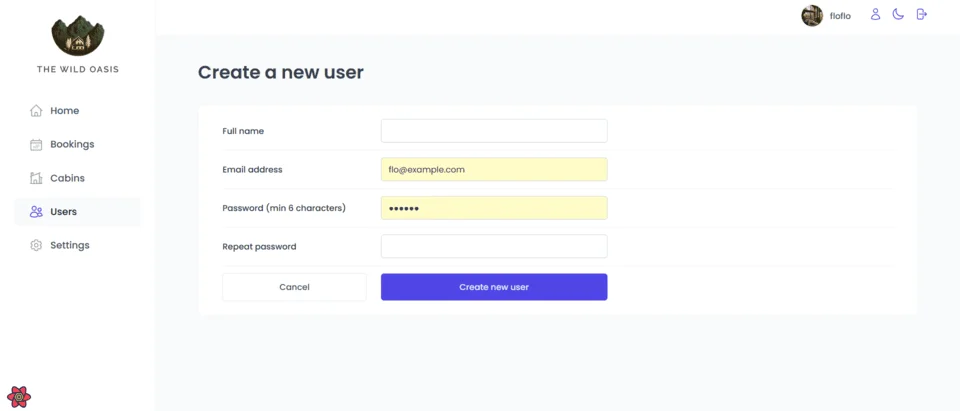 floflo
THE WILD OASIS
Home
Bookings
Cabins
Users
Settings
Create a new user
Full name
Email address
flo@example.com
Password (min 6 characters)
••••••
Repeat password
Cancel
Create new user